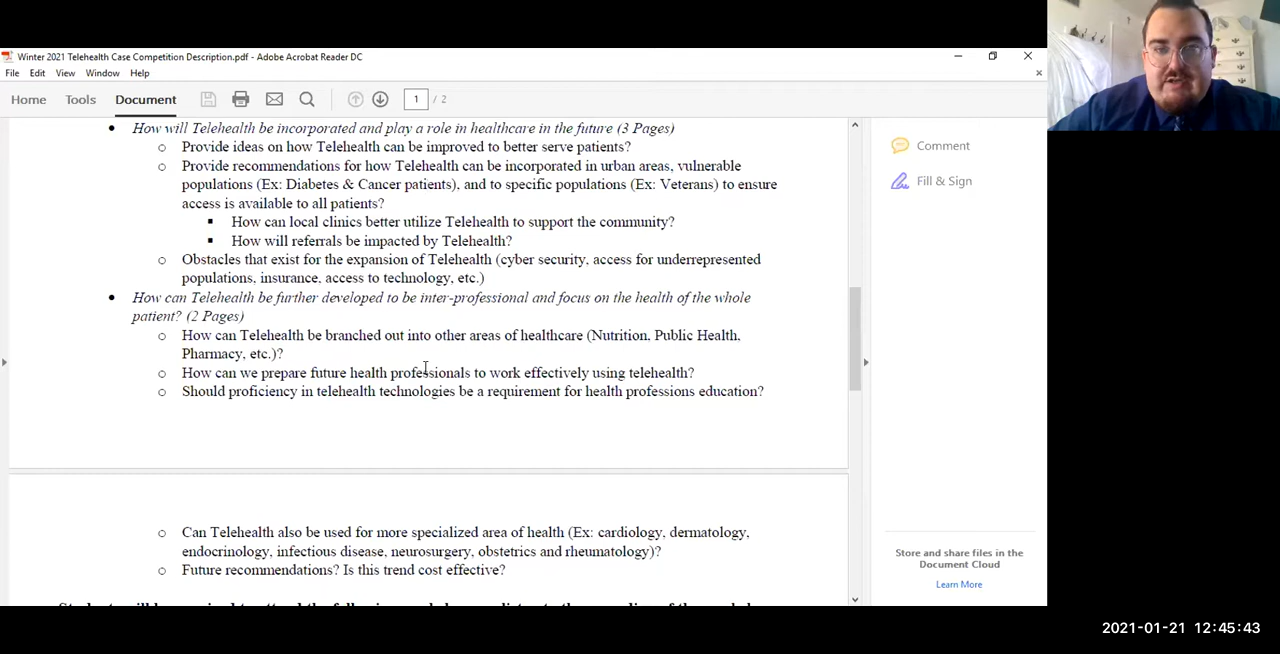 Winter 2021 Telehealth Case Competition Description.pdf - Adobe Acrobat Reader DC
File Edit View Window Help
Home Tools Document 1 / 2
• How will Telehealth be incorporated and play a role in healthcare in the future (3 Pages)
o Provide ideas on how Telehealth can be improved to better serve patients?
o Provide recommendations for how Telehealth can be incorporated in urban areas, vulnerable
populations (Ex: Diabetes & Cancer patients), and to specific populations (Ex: Veterans) to ensure
access is available to all patients?
▪ How can local clinics better utilize Telehealth to support the community?
▪ How will referrals be impacted by Telehealth?
o Obstacles that exist for the expansion of Telehealth (cyber security, access for underrepresented
populations, insurance, access to technology, etc.)
• How can Telehealth be further developed to be inter-professional and focus on the health of the whole
patient? (2 Pages)
o How can Telehealth be branched out into other areas of healthcare (Nutrition, Public Health,
Pharmacy, etc.)?
o How can we prepare future health professionals to work effectively using telehealth?
o Should proficiency in telehealth technologies be a requirement for health professions education?
o Can Telehealth also be used for more specialized area of health (Ex: cardiology, dermatology,
endocrinology, infectious disease, neurosurgery, obstetrics and rheumatology)?
o Future recommendations? Is this trend cost effective?
Comment
Fill & Sign
Store and share files in the
Document Cloud
Learn More
2021-01-21 12:45:43